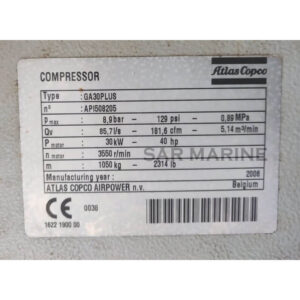 COMPRESSOR
Atlas Copco
Type : GA30PLUS
n° : API508205
P max : 8,9 bar - 129 psi - 0,89 MPa
Qv : 85,7 l/s - 181,6 cfm - 5,14 m³/min
P motor : 30 kW - 40 hp
n motor : 3550 r/min
SAR MARINE
m : 1050 kg - 2314 lb
Manufacturing year : 2006
ATLAS COPCO AIRPOWER n.v. Belgium
CE 0036
1622 1900 00